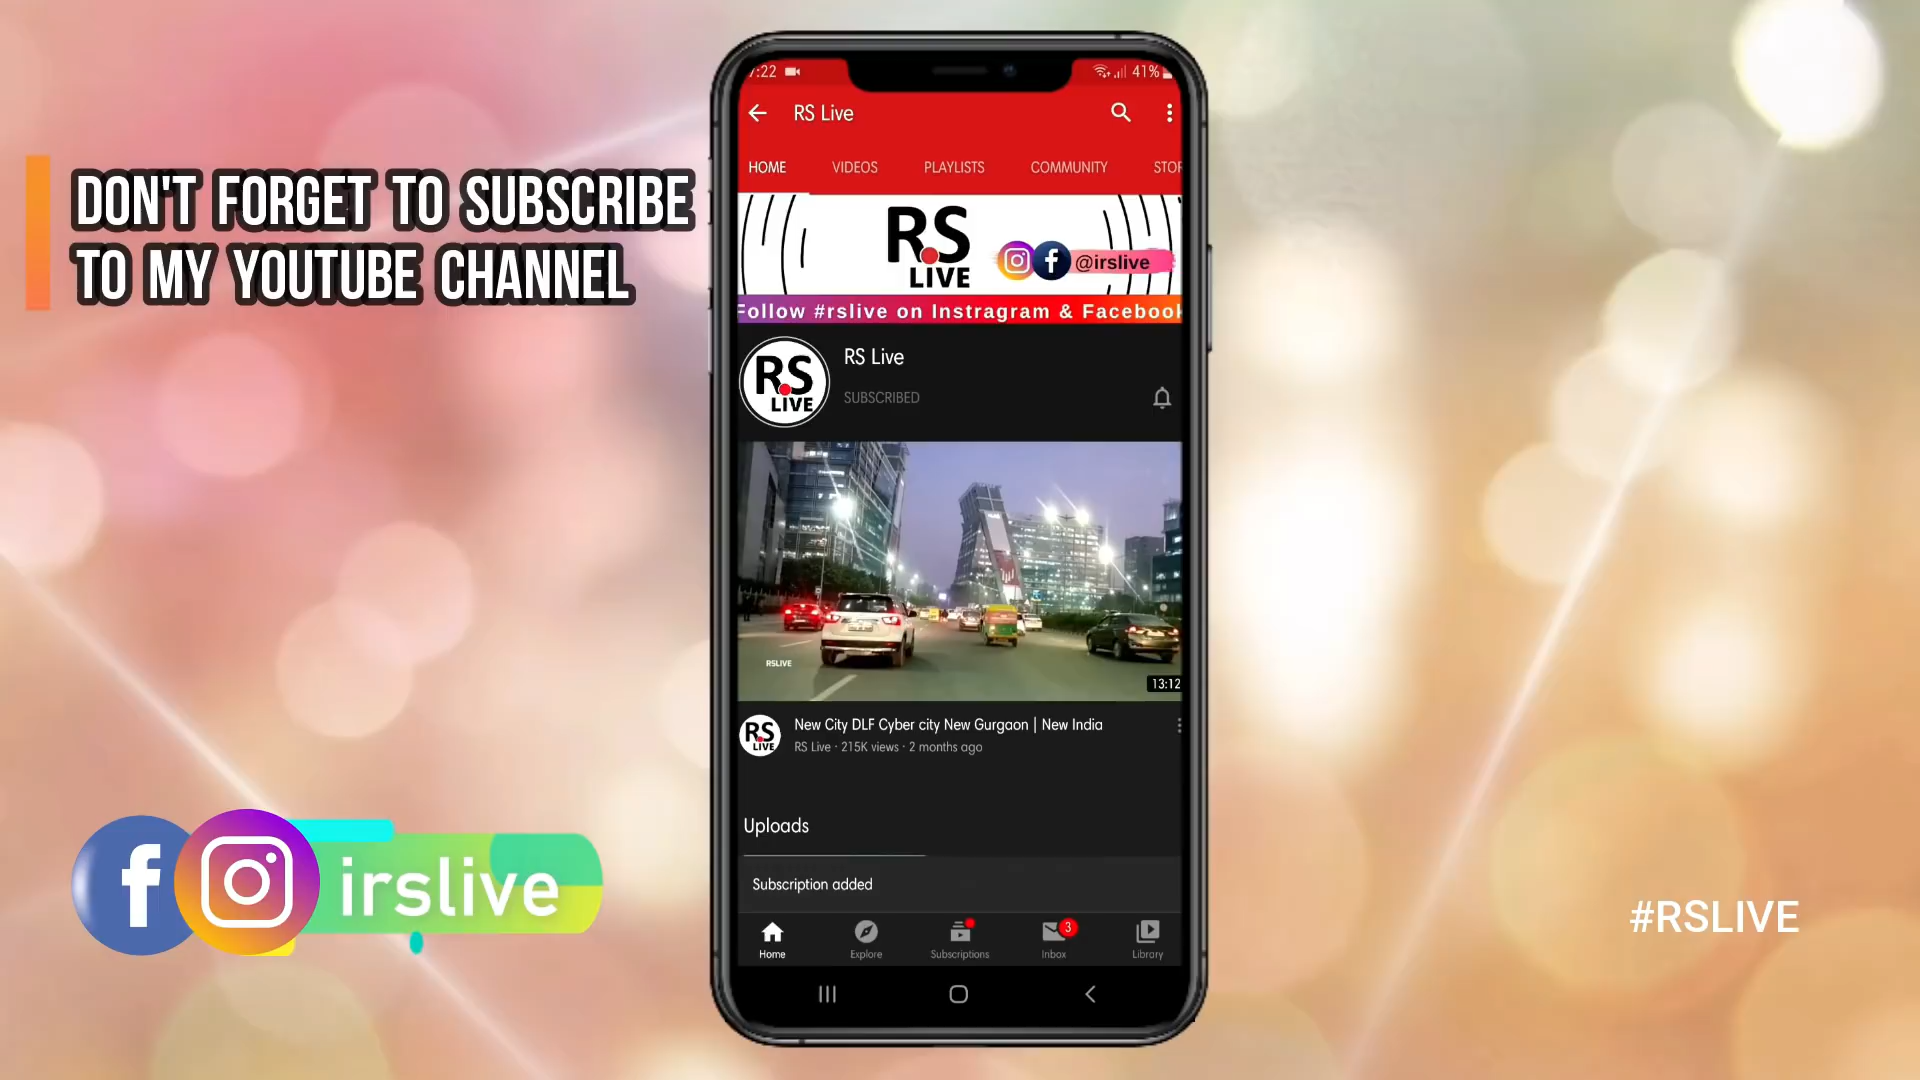 DON'T FORGET TO SUBSCRIBE
TO MY YOUTUBE CHANNEL
:22
41%
RS Live
HOME VIDEOS PLAYLISTS COMMUNITY STOR
RS
LIVE
@irslive
Follow #rslive on Instragram & Facebook
RS
LIVE
RS Live
SUBSCRIBED
RSLIVE
13:12
RS
LIVE
New City DLF Cyber city New Gurgaon | New India
RS Live · 215K views · 2 months ago
Uploads
Subscription added
3
Home Explore Subscriptions Inbox Library
f irslive
#RSLIVE